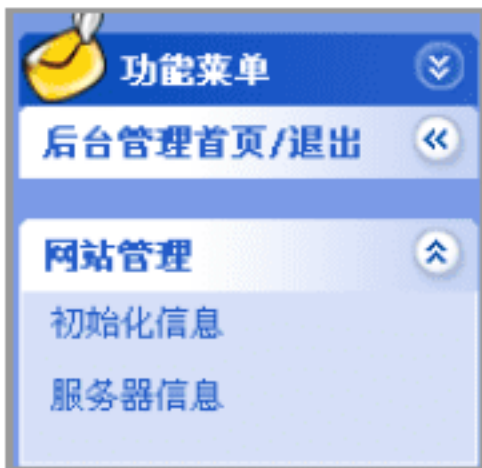 功能菜单
后台管理首页/退出
网站管理
初始化信息
服务器信息